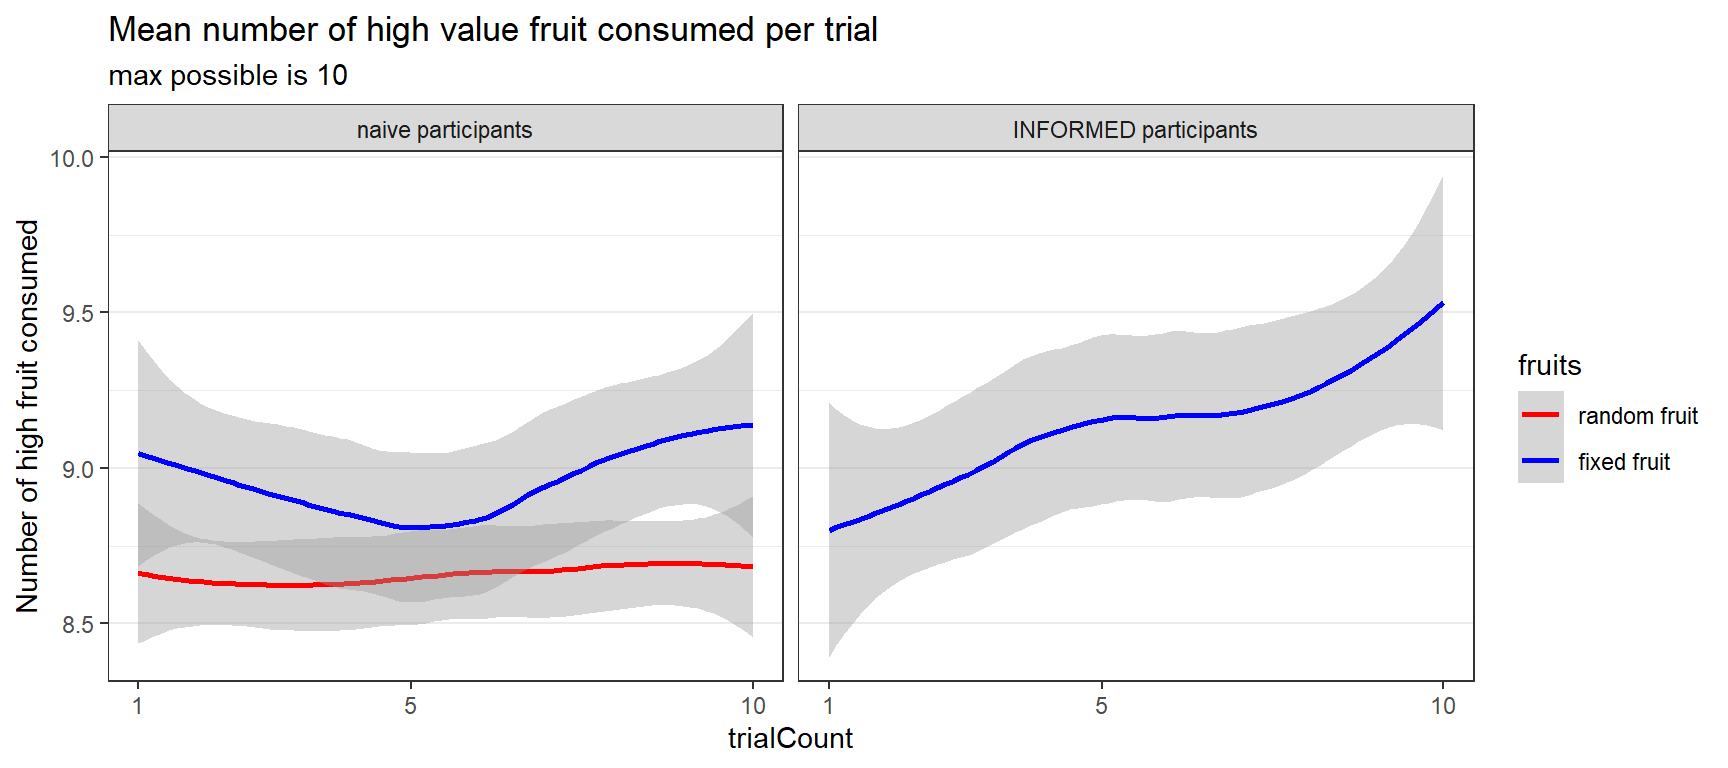 Mean number of high value fruit consumed per trial
max possible is 10
naive participants
INFORMED participants
Number of high fruit consumed
10.0
9.5
9.0
8.5
1
5
10
1
5
10
trialCount
fruits
random fruit
fixed fruit